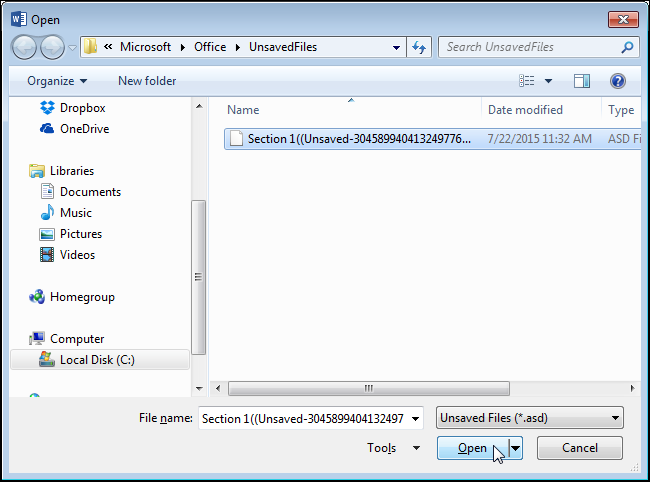 Open
« Microsoft ▸ Office ▸ UnsavedFiles
Search UnsavedFiles
Organize New folder
Name Date modified Type
Dropbox
OneDrive
Libraries
Documents
Music
Pictures
Videos
Homegroup
Computer
Local Disk (C:)
Section 1((Unsaved-304589940413249776... 7/22/2015 11:32 AM ASD Fi
File name: Section 1((Unsaved-3045899404132497 Unsaved Files (*.asd)
Tools Open Cancel